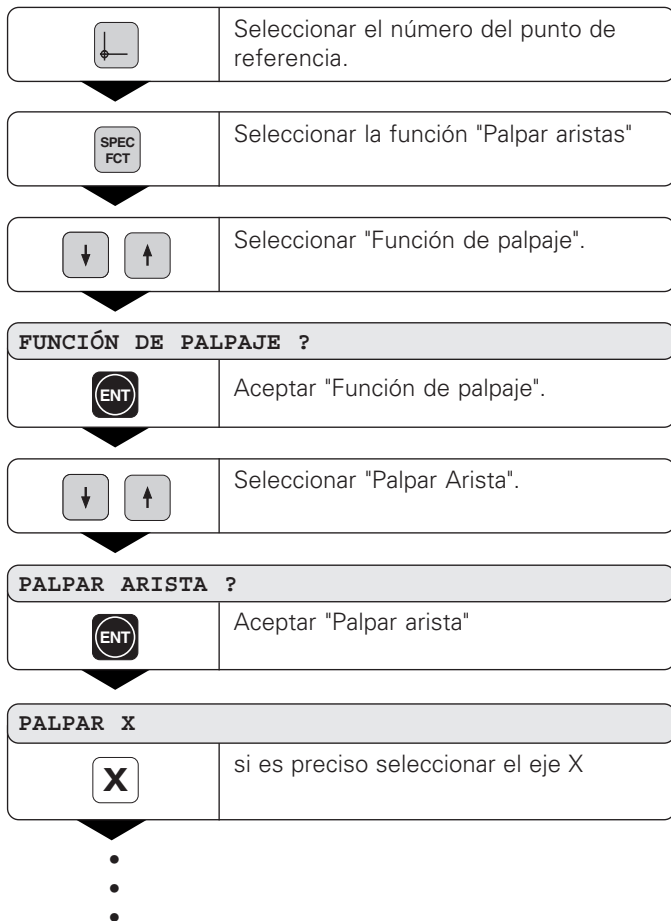 Seleccionar el número del punto de
referencia.
SPEC
FCT
Seleccionar la función "Palpar aristas"
Seleccionar "Función de palpaje".
FUNCIÓN DE PALPAJE ?
ENT
Aceptar "Función de palpaje".
Seleccionar "Palpar Arista".
PALPAR ARISTA ?
ENT
Aceptar "Palpar arista"
PALPAR X
X
si es preciso seleccionar el eje X